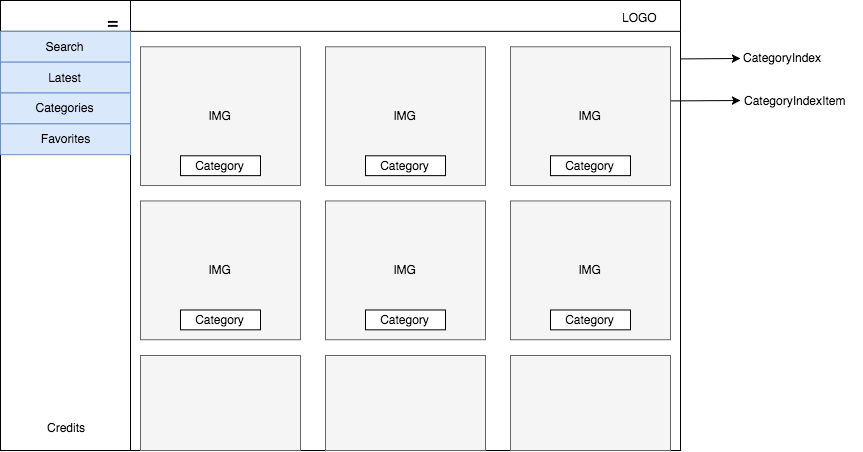 =
LOGO
Search
Latest
Categories
Favorites
Credits
IMG
Category
IMG
Category
IMG
Category
IMG
Category
IMG
Category
IMG
Category
CategoryIndex
CategoryIndexItem